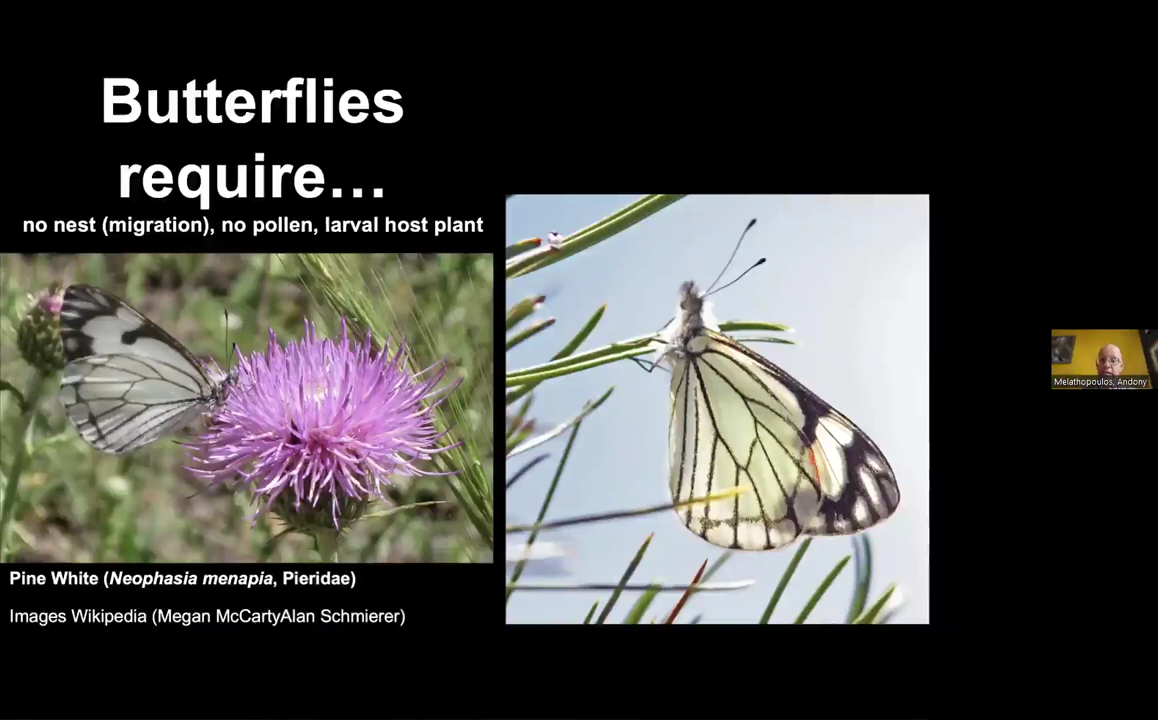 Butterflies
require…
no nest (migration), no pollen, larval host plant
Pine White (Neophasia menapia, Pieridae)
Images Wikipedia (Megan McCartyAlan Schmierer)
Melathopoulos, Andony